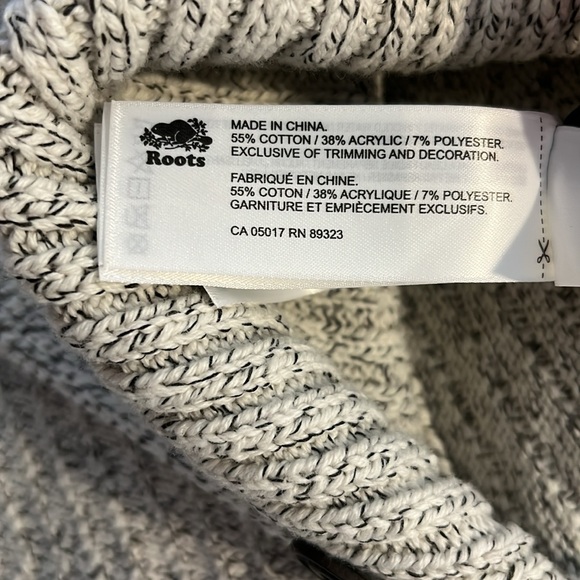 Roots
MADE IN CHINA.
55% COTTON / 38% ACRYLIC / 7% POLYESTER.
EXCLUSIVE OF TRIMMING AND DECORATION.
FABRIQUÉ EN CHINE.
55% COTTON / 38% ACRYLIQUE / 7% POLYESTER.
GARNITURE ET EMPIÈCEMENT EXCLUSIFS.
CA 05017 RN 89323